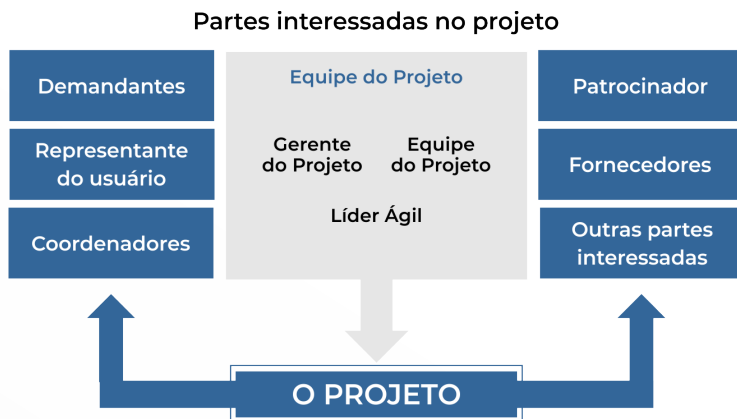 Partes interessadas no projeto
Demandantes
Representante
do usuário
Coordenadores
Equipe do Projeto
Gerente
do Projeto
Equipe
do Projeto
Líder Ágil
Patrocinador
Fornecedores
Outras partes
interessadas
O PROJETO